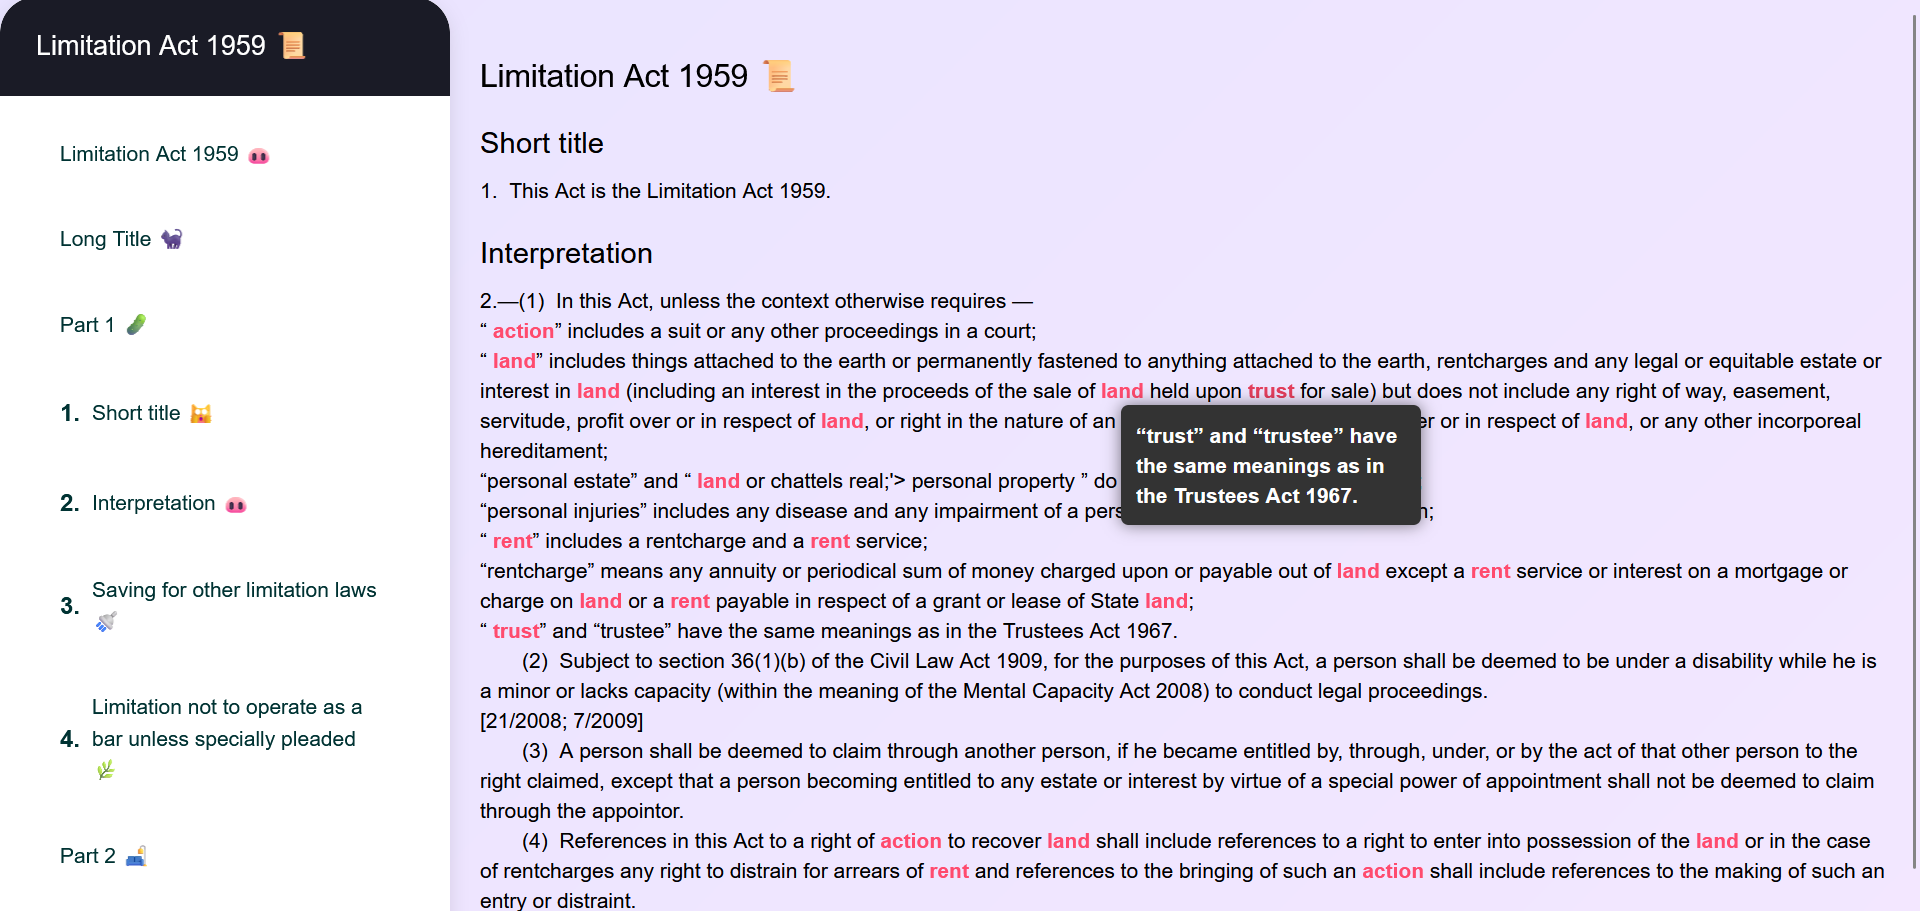 Limitation Act 1959 📜
Limitation Act 1959 🐽
Long Title 🐈‍⬛
Part 1 🥒
1. Short title 🙀
2. Interpretation 🐽
3. Saving for other limitation laws
🚿
4. Limitation not to operate as a
bar unless specially pleaded
🌿
Part 2 🛋️
Limitation Act 1959 📜
Short title
1. This Act is the Limitation Act 1959.
Interpretation
2.—(1) In this Act, unless the context otherwise requires —
“ action” includes a suit or any other proceedings in a court;
“ land” includes things attached to the earth or permanently fastened to anything attached to the earth, rentcharges and any legal or equitable estate or
interest in land (including an interest in the proceeds of the sale of land held upon trust for sale) but does not include any right of way, easement,
servitude, profit over or in respect of land, or right in the nature of an er or in respect of land, or any other incorporeal
hereditament;
“personal estate” and “ land or chattels real;'> personal property ” do
“personal injuries” includes any disease and any impairment of a pers n;
“trust” and “trustee” have
the same meanings as in
the Trustees Act 1967.
“ rent” includes a rentcharge and a rent service;
“rentcharge” means any annuity or periodical sum of money charged upon or payable out of land except a rent service or interest on a mortgage or
charge on land or a rent payable in respect of a grant or lease of State land;
“ trust” and “trustee” have the same meanings as in the Trustees Act 1967.
(2) Subject to section 36(1)(b) of the Civil Law Act 1909, for the purposes of this Act, a person shall be deemed to be under a disability while he is
a minor or lacks capacity (within the meaning of the Mental Capacity Act 2008) to conduct legal proceedings.
[21/2008; 7/2009]
(3) A person shall be deemed to claim through another person, if he became entitled by, through, under, or by the act of that other person to the
right claimed, except that a person becoming entitled to any estate or interest by virtue of a special power of appointment shall not be deemed to claim
through the appointor.
(4) References in this Act to a right of action to recover land shall include references to a right to enter into possession of the land or in the case
of rentcharges any right to distrain for arrears of rent and references to the bringing of such an action shall include references to the making of such an
entry or distraint.